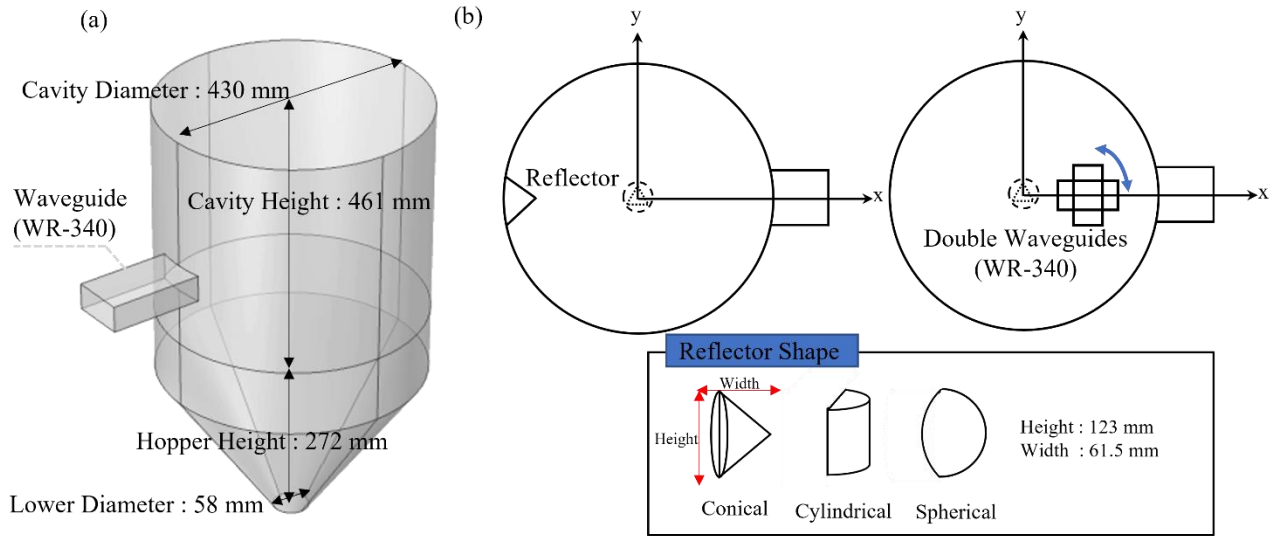 (a)
Cavity Diameter : 430 mm
Cavity Height : 461 mm
Waveguide
(WR-340)
Hopper Height : 272 mm
Lower Diameter : 58 mm
(b)
y
Reflector
x
y
x
Double Waveguides
(WR-340)
Reflector Shape
Width
Height
Height : 123 mm
Width : 61.5 mm
Conical
Cylindrical
Spherical